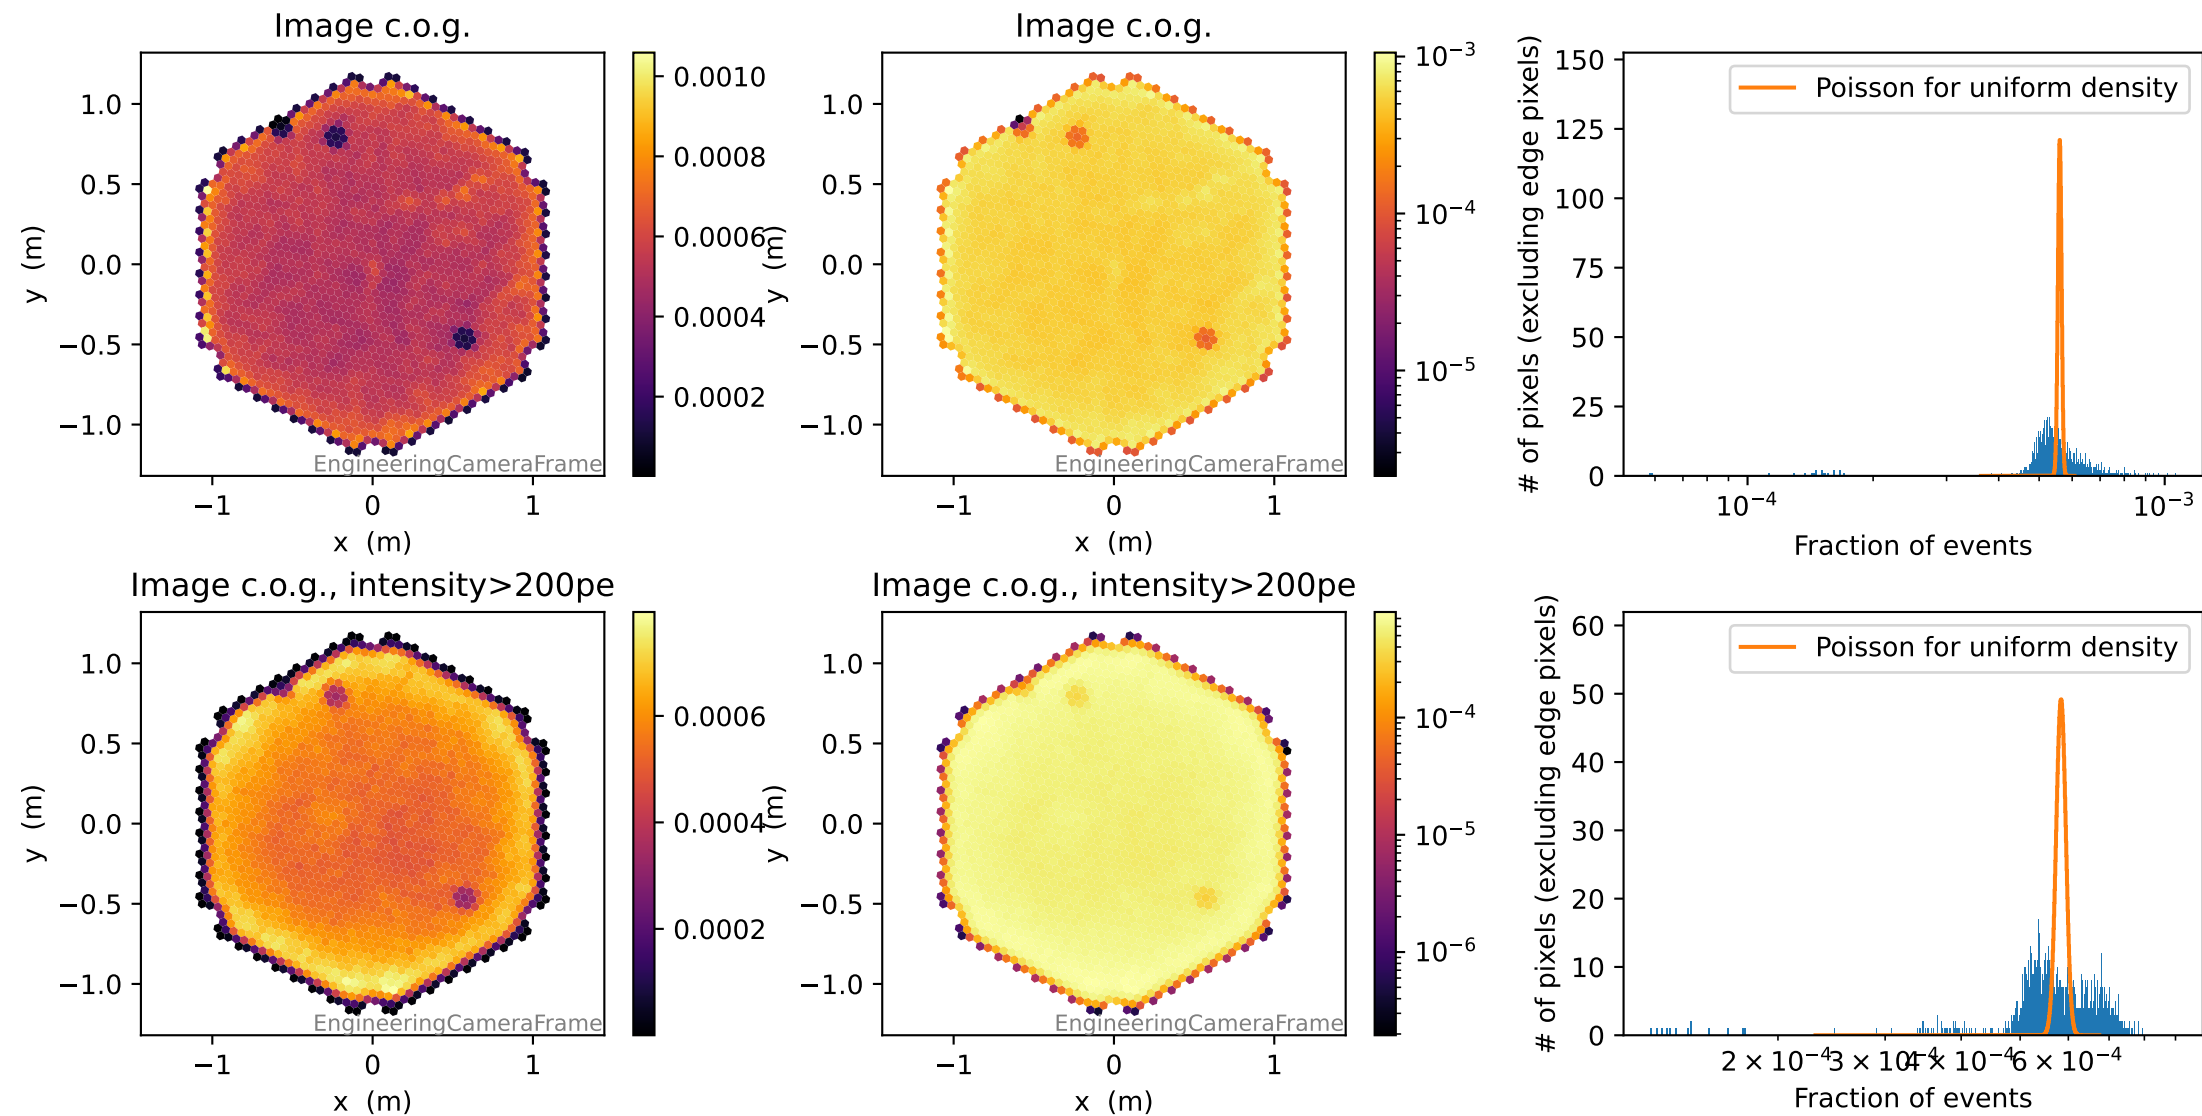 Image c.o.g.
1.0
0.5
0.0
−0.5
−1.0
y (m)
−1
0
1
x (m)
EngineeringCameraFrame
0.0010
0.0008
0.0006
0.0004
0.0002
Image c.o.g.
1.0
0.5
0.0
−0.5
−1.0
y (m)
−1
0
1
x (m)
EngineeringCameraFrame
10⁻³
10⁻⁴
10⁻⁵
150
125
100
75
50
25
0
# of pixels (excluding edge pixels)
Poisson for uniform density
10⁻⁴
10⁻³
Fraction of events
Image c.o.g., intensity>200pe
1.0
0.5
0.0
−0.5
−1.0
y (m)
−1
0
1
x (m)
EngineeringCameraFrame
0.0006
0.0004
0.0002
Image c.o.g., intensity>200pe
1.0
0.5
0.0
−0.5
−1.0
y (m)
−1
0
1
x (m)
EngineeringCameraFrame
10⁻⁴
10⁻⁵
10⁻⁶
60
50
40
30
20
10
0
# of pixels (excluding edge pixels)
Poisson for uniform density
2 × 10⁻⁴
3 × 10⁻⁴
4 × 10⁻⁴
6 × 10⁻⁴
Fraction of events